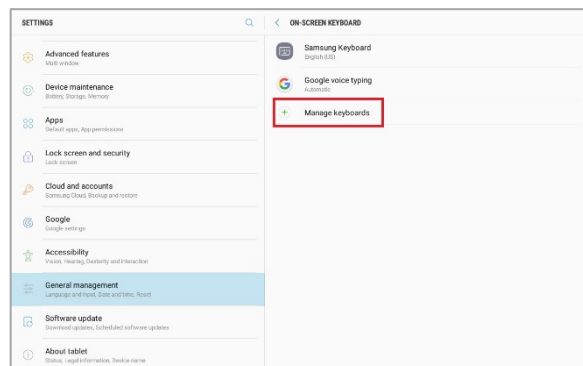 SETTINGS
Advanced features
Multi window
Device maintenance
Battery, Storage, Memory
Apps
Default apps, App permissions
Lock screen and security
Lock screen
Cloud and accounts
Samsung Cloud, Backup and restore
Google
Google settings
Accessibility
Vision, Hearing, Dexterity and interaction
General management
Language and input, Date and time, Reset
Software update
Download updates, Scheduled software updates
About tablet
Status, Legal information, Device name
ON-SCREEN KEYBOARD
Samsung Keyboard
English (US)
Google voice typing
Automatic
Manage keyboards